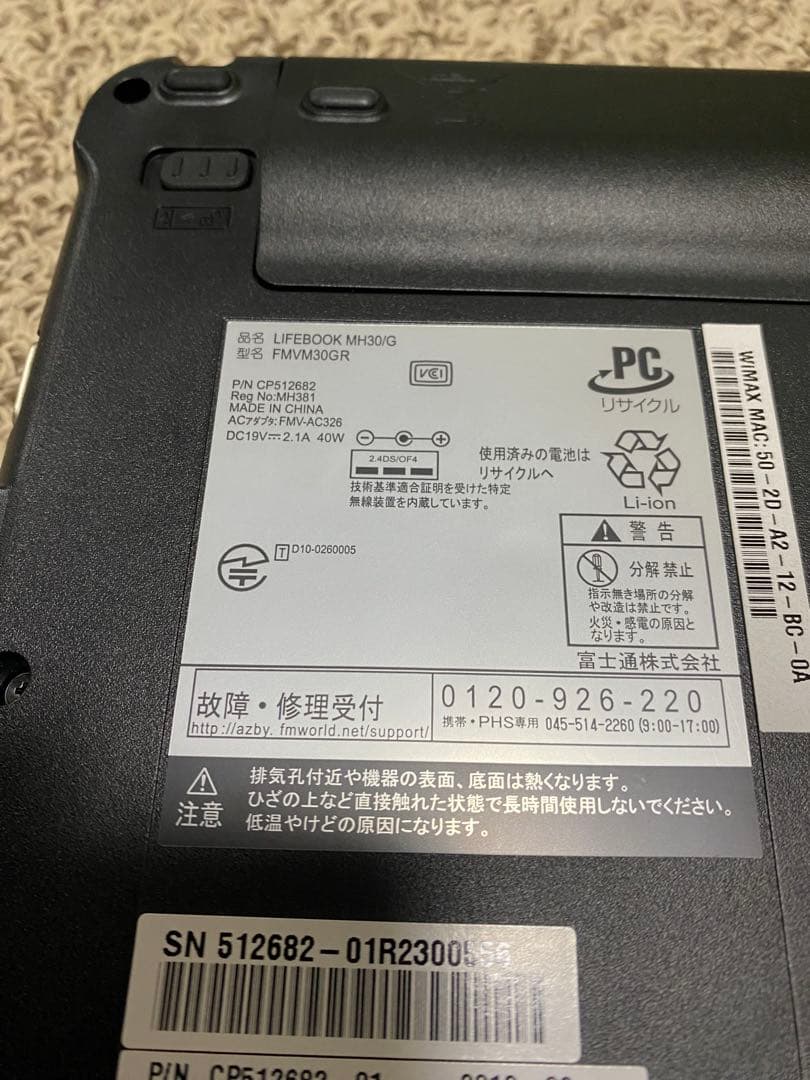 品名 LIFEBOOK MH30/G
型名 FMVM30GR
P/N CP512682
Reg No:MH381
MADE IN CHINA
ACアダプタ:FMV-AC326
DC19V⎓2.1A 40W
VCI
2.4DS/OF4
技術基準適合証明を受けた特定
無線装置を内蔵しています。
T D10-0260005
PC
リサイクル
使用済みの電池は
リサイクルへ
Li-ion
警告
分解禁止
指示無き場所の分解
や改造は禁止です。
火災・感電の原因と
なります。
富士通株式会社
故障・修理受付
http://azby.fmworld.net/support/
0120-926-220
携帯・PHS専用 045-514-2260 (9:00-17:00)
注意
排気孔付近や機器の表面、底面は熱くなります。
ひざの上など直接触れた状態で長時間使用しないでください。
低温やけどの原因になります。
WiMAX MAC:50-2D-A2-12-BC-0A
SN 512682-01R2300556
P/N CP512682-01